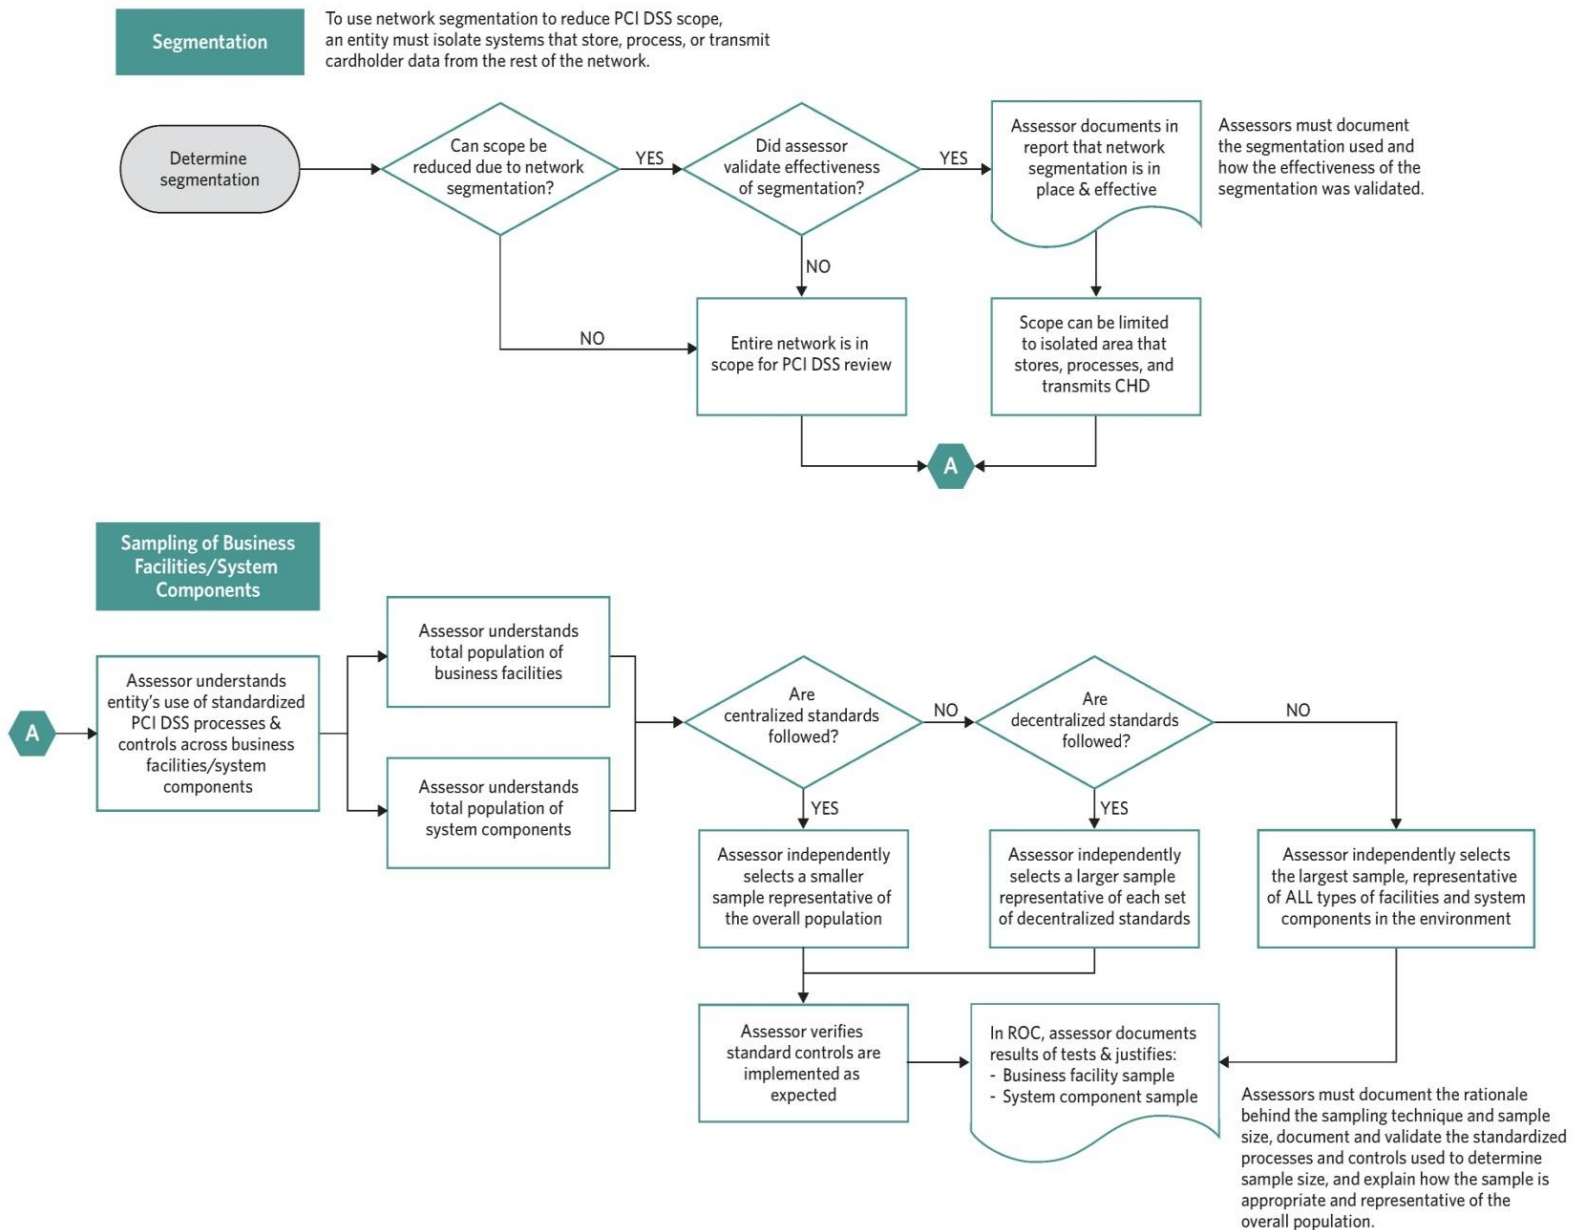 Segmentation
To use network segmentation to reduce PCI DSS scope,
an entity must isolate systems that store, process, or transmit
cardholder data from the rest of the network.
Determine
segmentation
Can scope be
reduced due to network
segmentation?
YES
Did assessor
validate effectiveness
of segmentation?
YES
Assessor documents in
report that network
segmentation is in
place & effective
Assessors must document
the segmentation used and
how the effectiveness of the
segmentation was validated.
NO
NO
Entire network is in
scope for PCI DSS review
Scope can be limited
to isolated area that
stores, processes, and
transmits CHD
A
Sampling of Business
Facilities/System
Components
A
Assessor understands
entity's use of standardized
PCI DSS processes &
controls across business
facilities/system
components
Assessor understands
total population of
business facilities
Assessor understands
total population of
system components
Are
centralized standards
followed?
NO
Are
decentralized standards
followed?
NO
YES
YES
Assessor independently
selects a smaller
sample representative of
the overall population
Assessor independently
selects a larger sample
representative of each set
of decentralized standards
Assessor independently selects
the largest sample, representative
of ALL types of facilities and system
components in the environment
Assessor verifies
standard controls are
implemented as
expected
In ROC, assessor documents
results of tests & justifies:
- Business facility sample
- System component sample
Assessors must document the rationale
behind the sampling technique and sample
size, document and validate the standardized
processes and controls used to determine
sample size, and explain how the sample is
appropriate and representative of the
overall population.